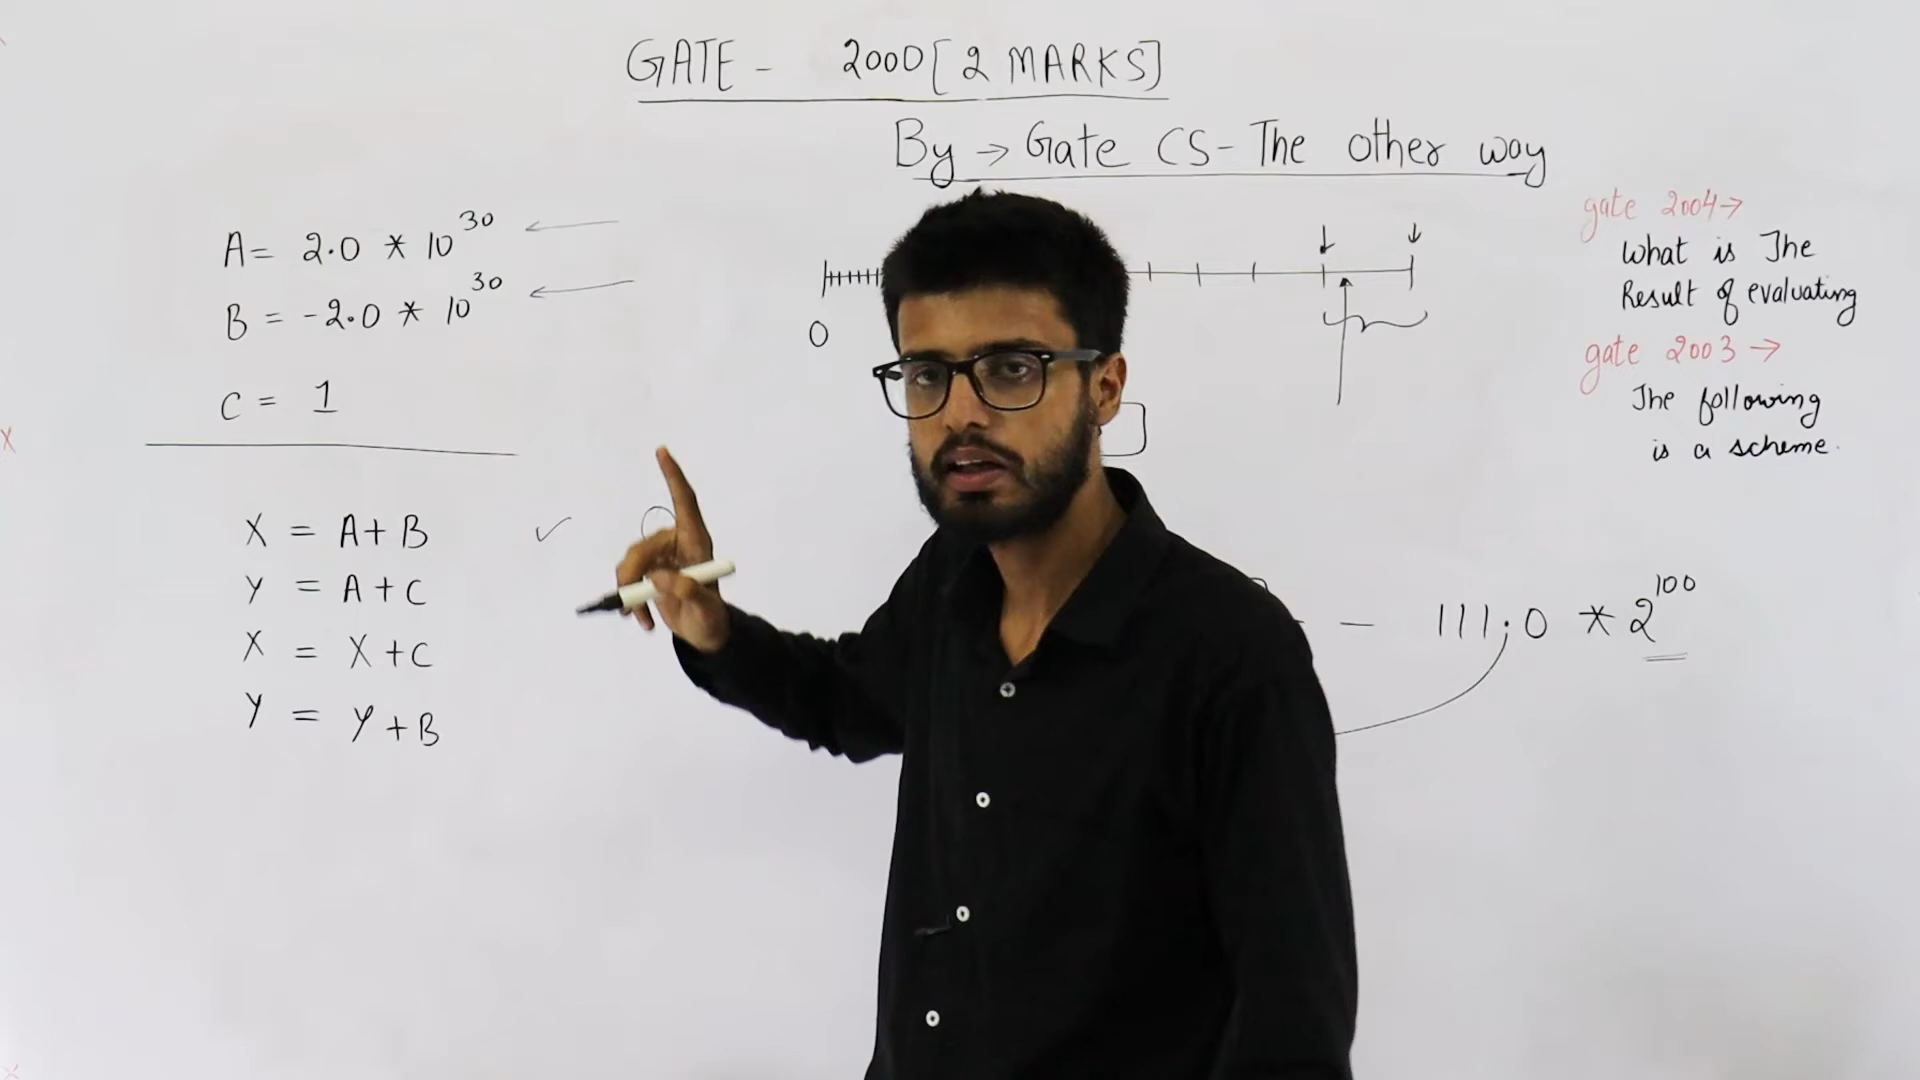 GATE - 2000 [2 MARKS]
By → Gate CS - The other way
A = 2.0 * 10^30
B = -2.0 * 10^30
C = 1
X = A + B ✓
Y = A + C
X = X + C
Y = Y + B
0
- - 111.0 * 2^100
gate 2004 →
What is The
Result of evaluating
gate 2003 →
The following
is a scheme.
X